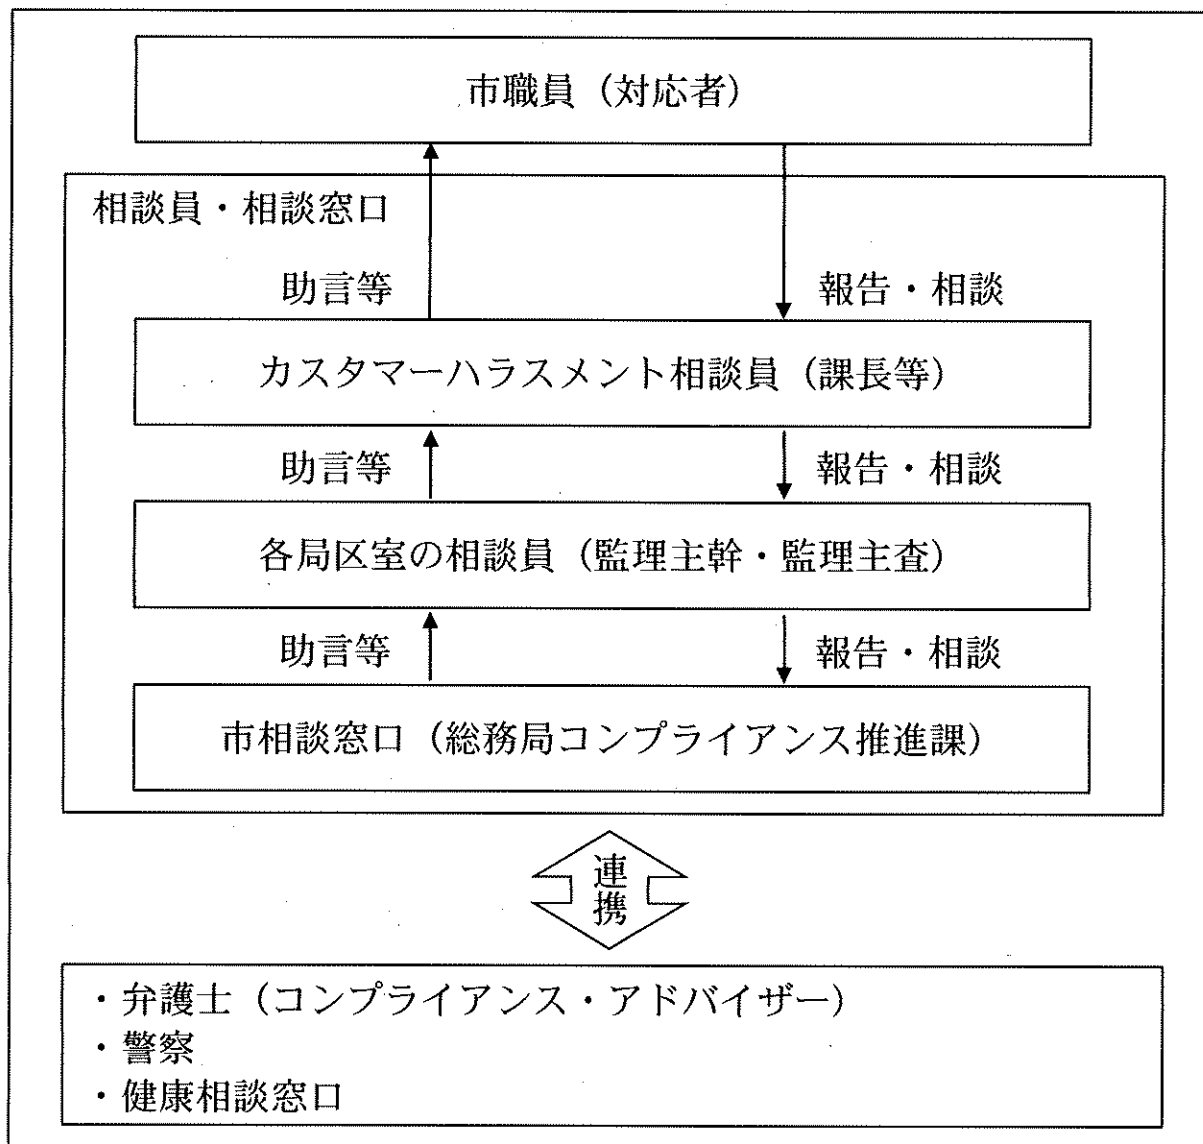 市職員（対応者）
相談員・相談窓口
助言等
報告・相談
カスタマーハラスメント相談員（課長等）
助言等
報告・相談
各局区室の相談員（監理主幹・監理主査）
助言等
報告・相談
市相談窓口（総務局コンプライアンス推進課）
連携
・弁護士（コンプライアンス・アドバイザー）
・警察
・健康相談窓口